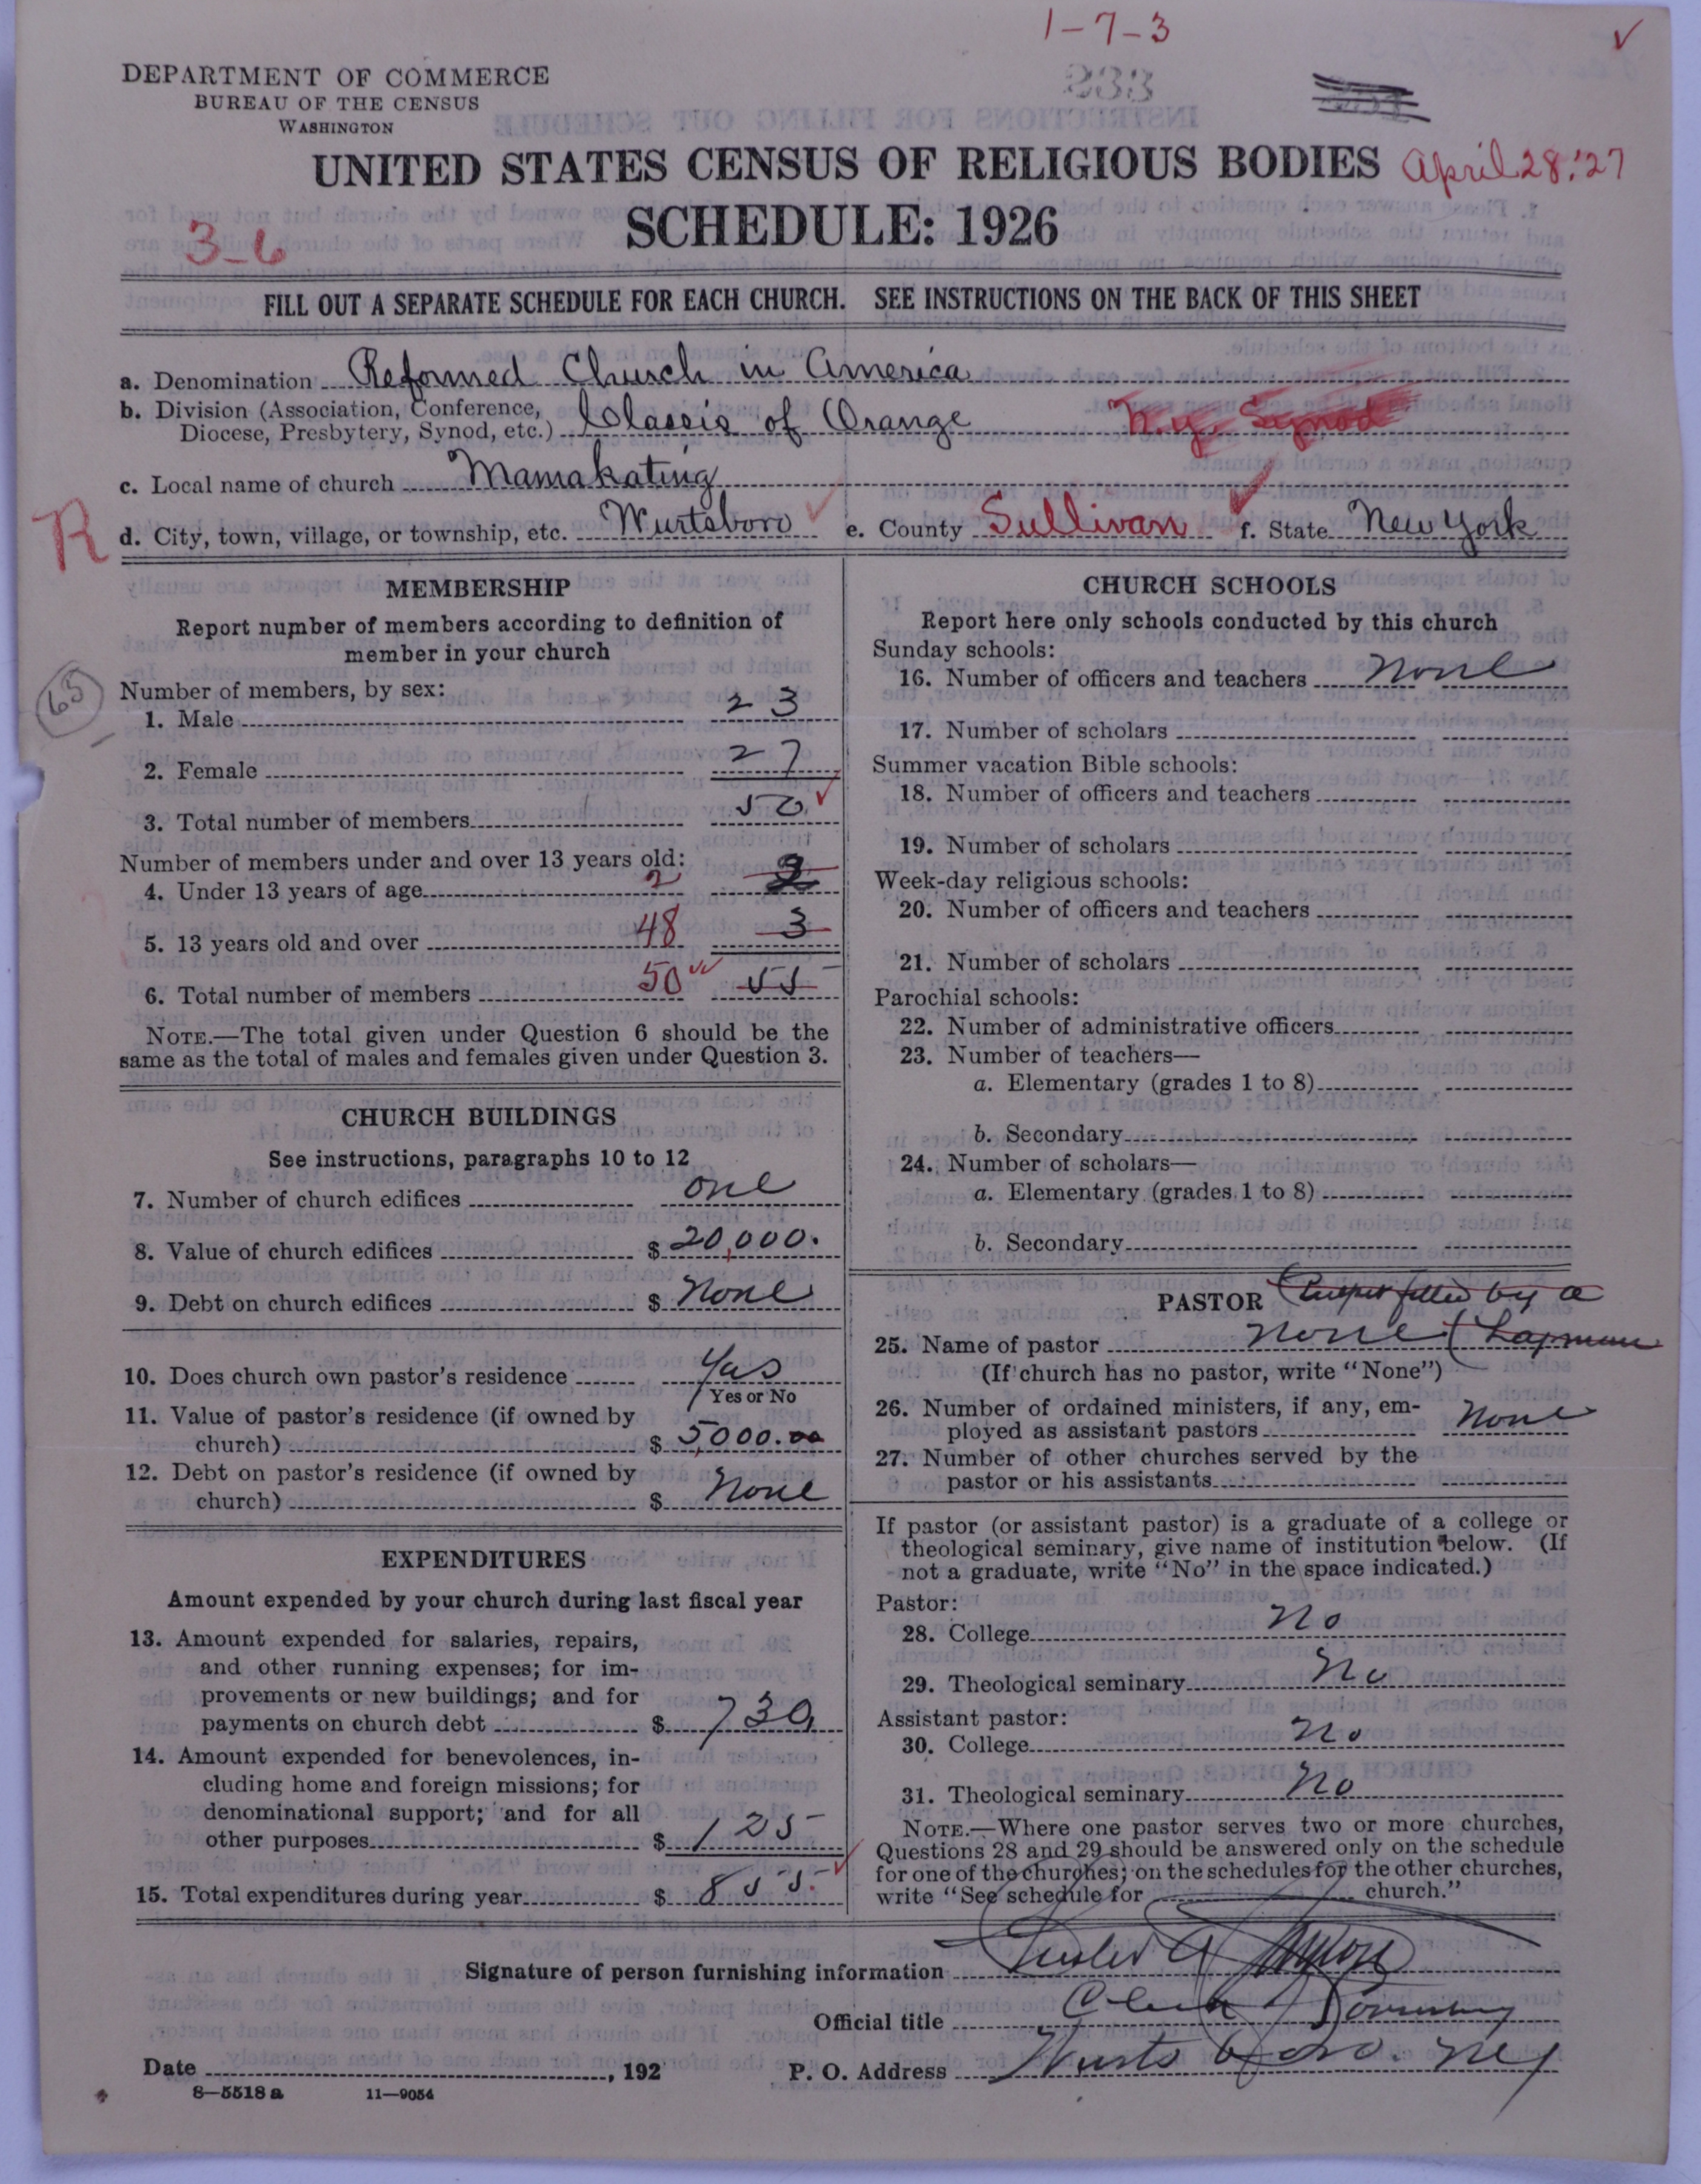 1-7-3
DEPARTMENT OF COMMERCE
BUREAU OF THE CENSUS
WASHINGTON
233
UNITED STATES CENSUS OF RELIGIOUS BODIES April 28:'27
SCHEDULE: 1926
3-6
FILL OUT A SEPARATE SCHEDULE FOR EACH CHURCH. SEE INSTRUCTIONS ON THE BACK OF THIS SHEET
a. Denomination Reformed Church in America
b. Division (Association, Conference,
Diocese, Presbytery, Synod, etc.) Classis of Orange N.Y. Synod
c. Local name of church Mamakating
R
d. City, town, village, or township, etc. Wurtsboro e. County Sullivan f. State New York
MEMBERSHIP
Report number of members according to definition of
member in your church
65
Number of members, by sex:
1. Male 23
2. Female 27
3. Total number of members 50
Number of members under and over 13 years old:
4. Under 13 years of age 2
5. 13 years old and over 48 3
6. Total number of members 50 55
NOTE.—The total given under Question 6 should be the
same as the total of males and females given under Question 3.
CHURCH BUILDINGS
See instructions, paragraphs 10 to 12
7. Number of church edifices one
8. Value of church edifices $ 20,000.
9. Debt on church edifices $ None
10. Does church own pastor's residence Yas
Yes or No
11. Value of pastor's residence (if owned by
church) $ 5,000.00
12. Debt on pastor's residence (if owned by
church) $ None
EXPENDITURES
Amount expended by your church during last fiscal year
13. Amount expended for salaries, repairs,
and other running expenses; for im-
provements or new buildings; and for
payments on church debt $ 730
14. Amount expended for benevolences, in-
cluding home and foreign missions; for
denominational support; and for all
other purposes $ 125
15. Total expenditures during year $ 855.
CHURCH SCHOOLS
Report here only schools conducted by this church
Sunday schools:
16. Number of officers and teachers None
17. Number of scholars
Summer vacation Bible schools:
18. Number of officers and teachers
19. Number of scholars
Week-day religious schools:
20. Number of officers and teachers
21. Number of scholars
Parochial schools:
22. Number of administrative officers
23. Number of teachers—
a. Elementary (grades 1 to 8)
b. Secondary
24. Number of scholars—
a. Elementary (grades 1 to 8)
b. Secondary
PASTOR (Pulpit filled by a
25. Name of pastor None
(If church has no pastor, write "None")
26. Number of ordained ministers, if any, em-
ployed as assistant pastors None
27. Number of other churches served by the
pastor or his assistants
If pastor (or assistant pastor) is a graduate of a college or
theological seminary, give name of institution below. (If
not a graduate, write "No" in the space indicated.)
Pastor:
28. College No
29. Theological seminary No
Assistant pastor:
30. College No
31. Theological seminary No
NOTE.—Where one pastor serves two or more churches,
Questions 28 and 29 should be answered only on the schedule
for one of the churches; on the schedules for the other churches,
write "See schedule for church."
Signature of person furnishing information
Official title Clerk
Date , 192 P. O. Address Wurtsboro. NY
8—5518 a 11—9054